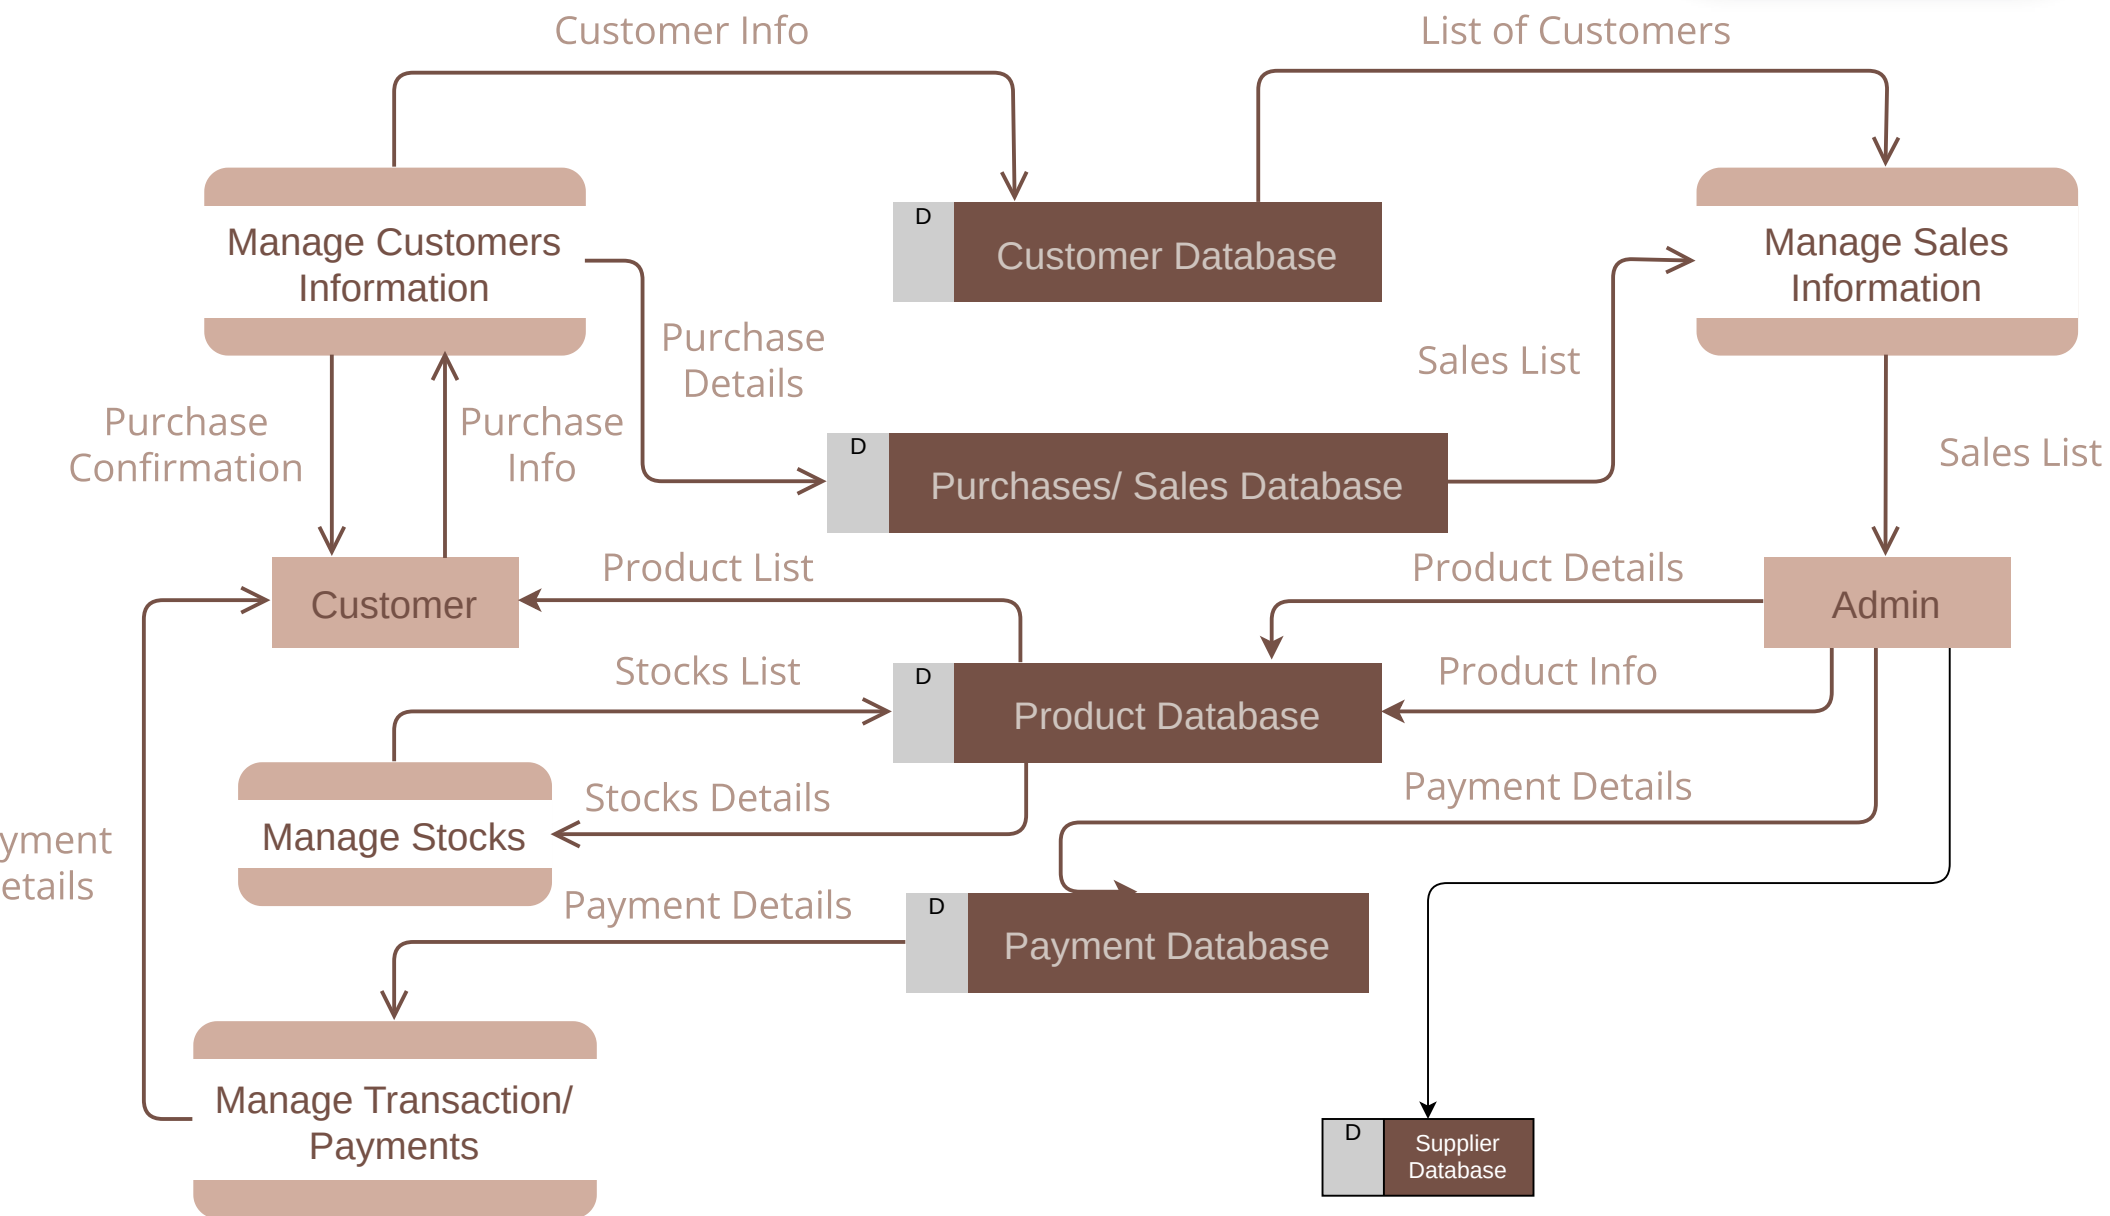 Customer Info
List of Customers
Manage Customers
Information
D
Customer Database
Manage Sales
Information
Purchase
Details
Sales List
Purchase
Confirmation
Purchase
Info
D
Purchases/ Sales Database
Sales List
Customer
Product List
Product Details
Admin
Stocks List
D
Product Database
Product Info
Manage Stocks
Stocks Details
Payment Details
yment
etails
Payment Details
D
Payment Database
Manage Transaction/
Payments
D
Supplier
Database